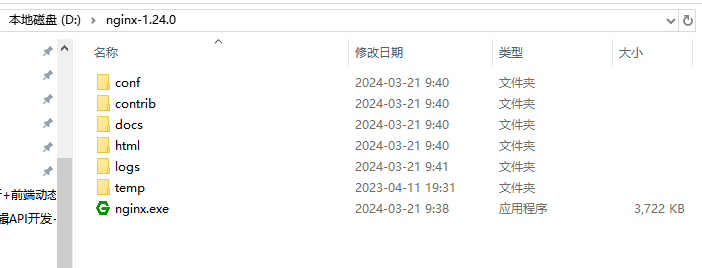 本地磁盘 (D:) > nginx-1.24.0
名称 修改日期 类型 大小
conf 2024-03-21 9:40 文件夹
contrib 2024-03-21 9:40 文件夹
docs 2024-03-21 9:40 文件夹
html 2024-03-21 9:40 文件夹
logs 2024-03-21 9:41 文件夹
temp 2023-04-11 19:31 文件夹
+前端动态
nginx.exe 2024-03-21 9:38 应用程序 3,722 KB
辑API开发-